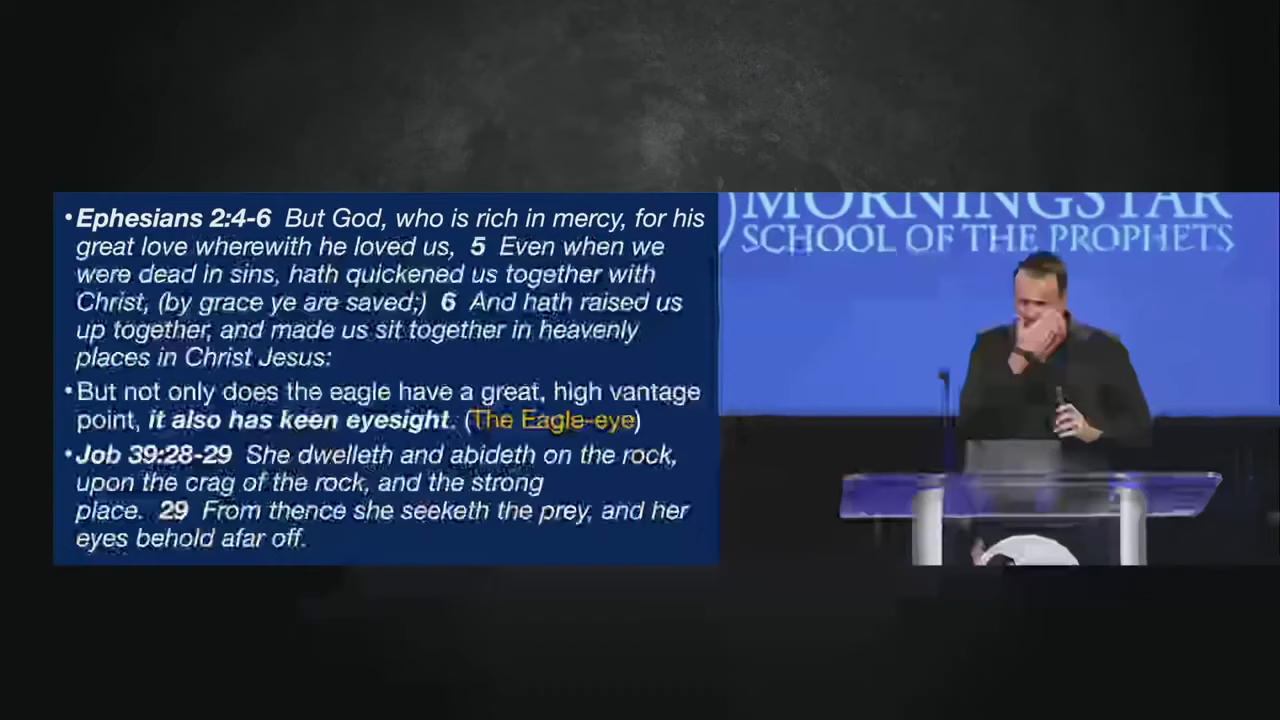 •Ephesians 2:4-6 But God, who is rich in mercy, for his
great love wherewith he loved us, 5 Even when we
were dead in sins, hath quickened us together with
Christ, (by grace ye are saved;) 6 And hath raised us
up together, and made us sit together in heavenly
places in Christ Jesus:
•But not only does the eagle have a great, high vantage
point, it also has keen eyesight. (The Eagle-eye)
•Job 39:28-29 She dwelleth and abideth on the rock,
upon the crag of the rock, and the strong
place. 29 From thence she seeketh the prey, and her
eyes behold afar off.
MORNINGSTAR
SCHOOL OF THE PROPHETS